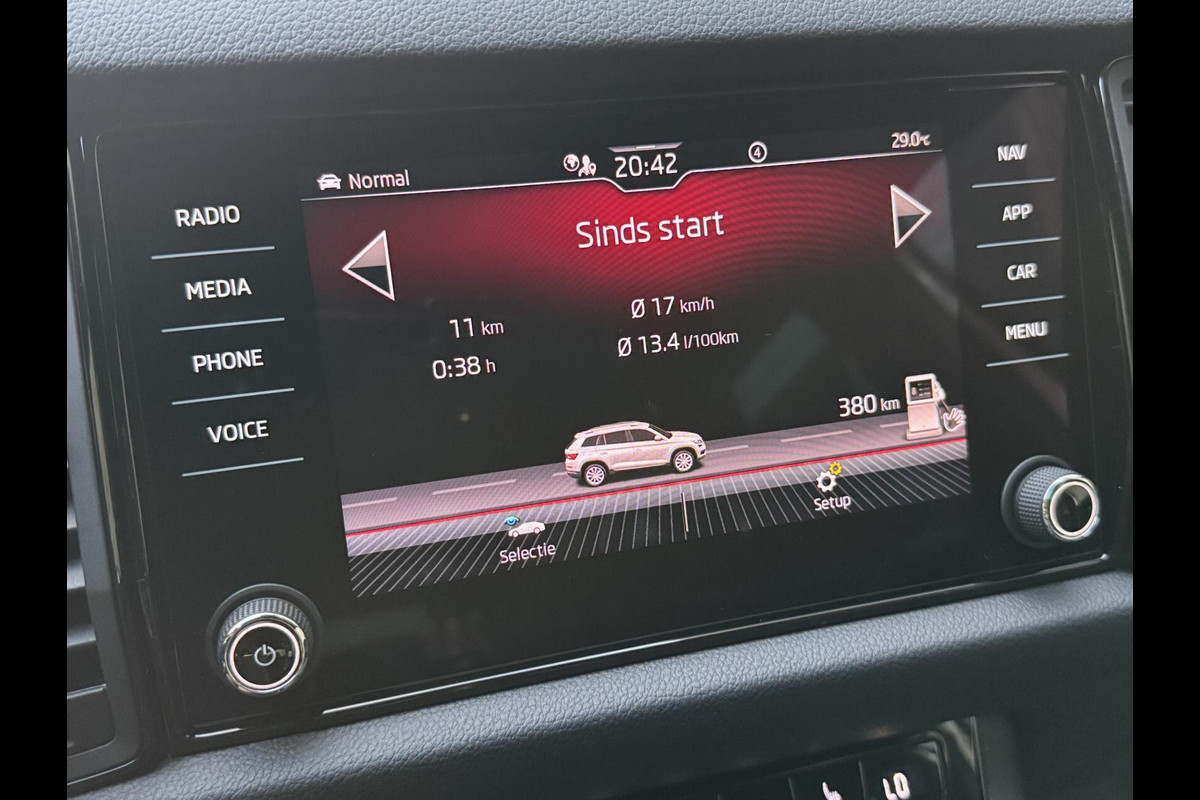 Normal
20:42
4
29.0°C
RADIO
MEDIA
PHONE
VOICE
Sinds start
11 km
0:38 h
Ø 17 km/h
Ø 13.4 l/100km
380 km
Selectie
Setup
NAV
APP
CAR
MENU
LO